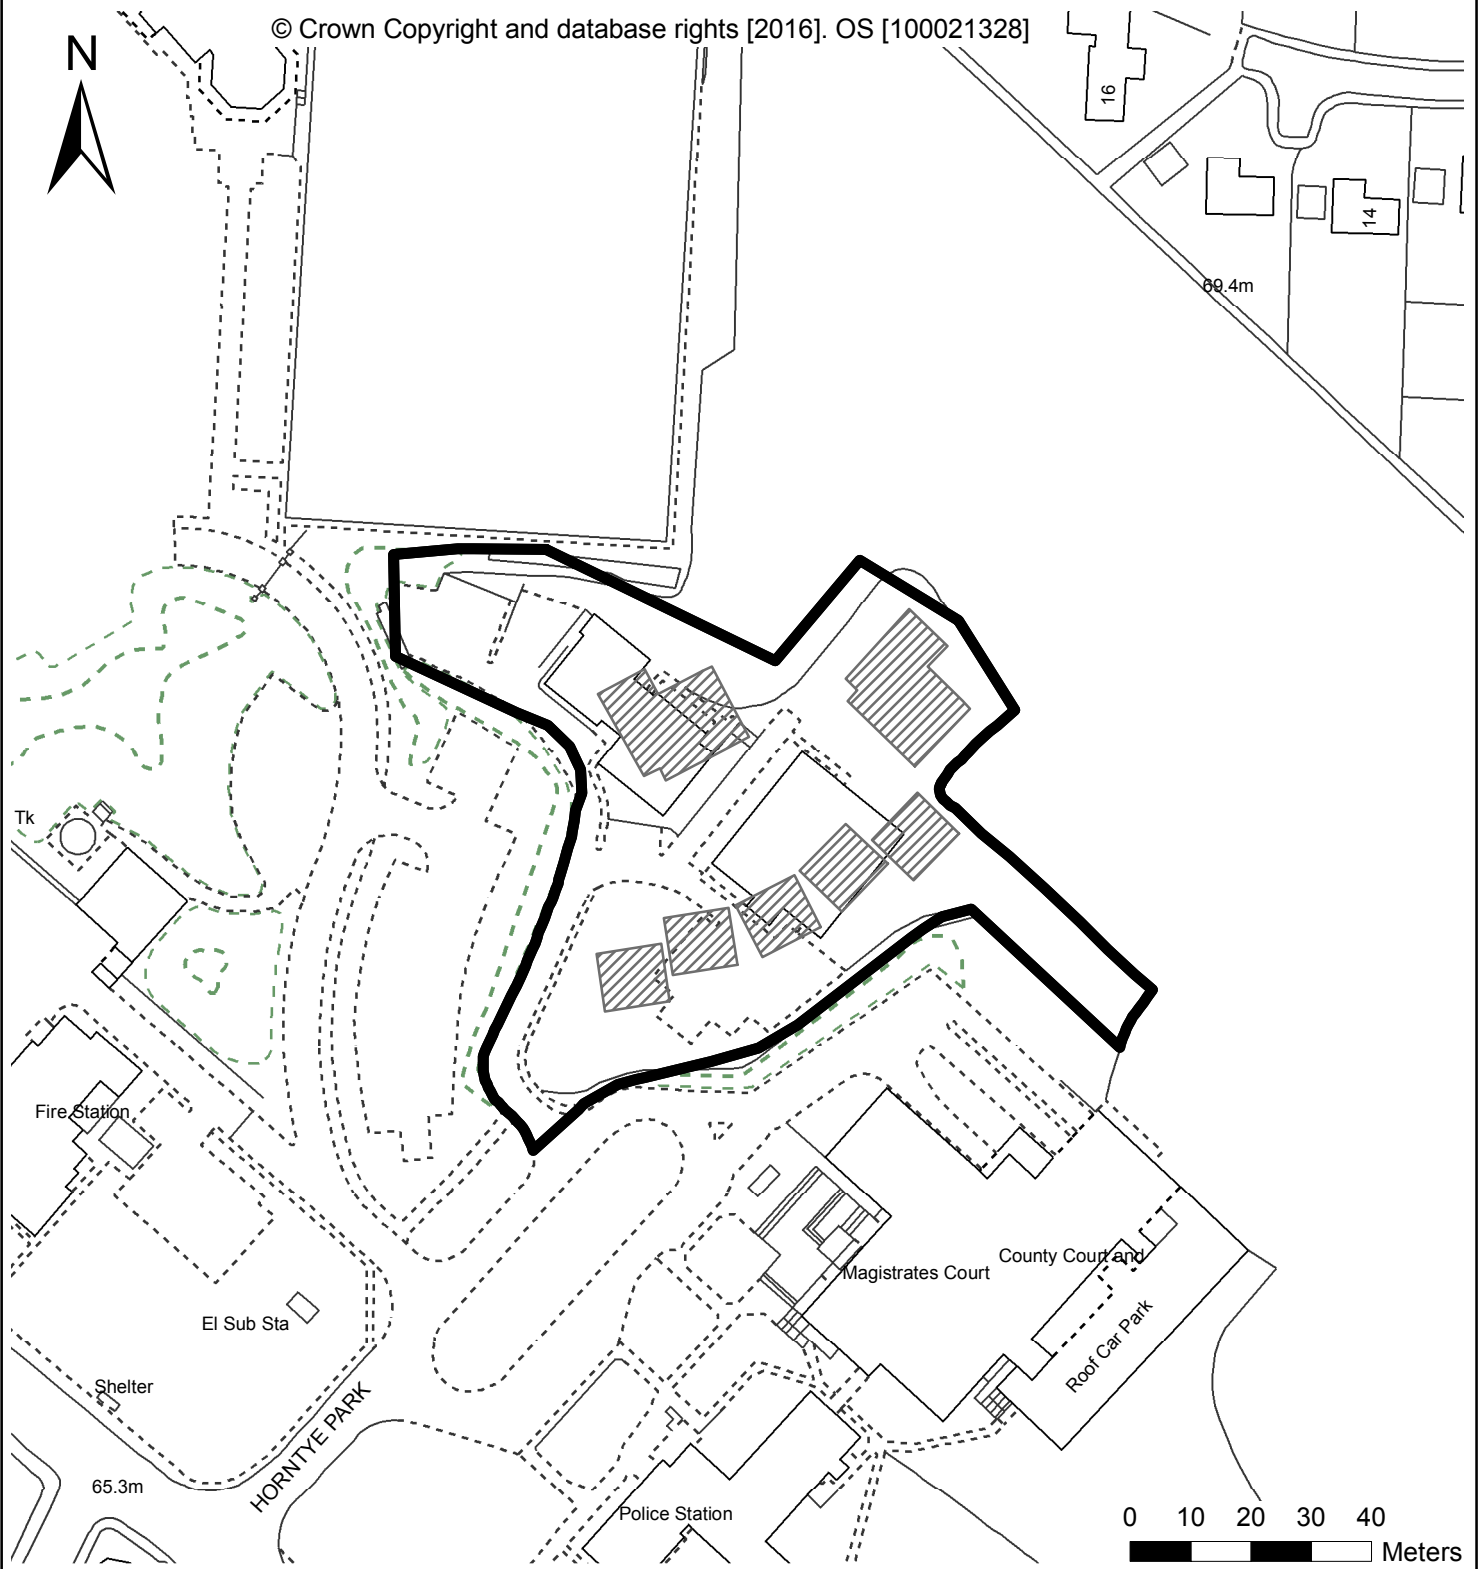 © Crown Copyright and database rights [2016]. OS [100021328]
N
16
14
69.4m
Tk
Fire Station
El Sub Sta
Shelter
HORNTYE PARK
65.3m
County Court and
Magistrates Court
Roof Car Park
Police Station
0 10 20 30 40
Meters